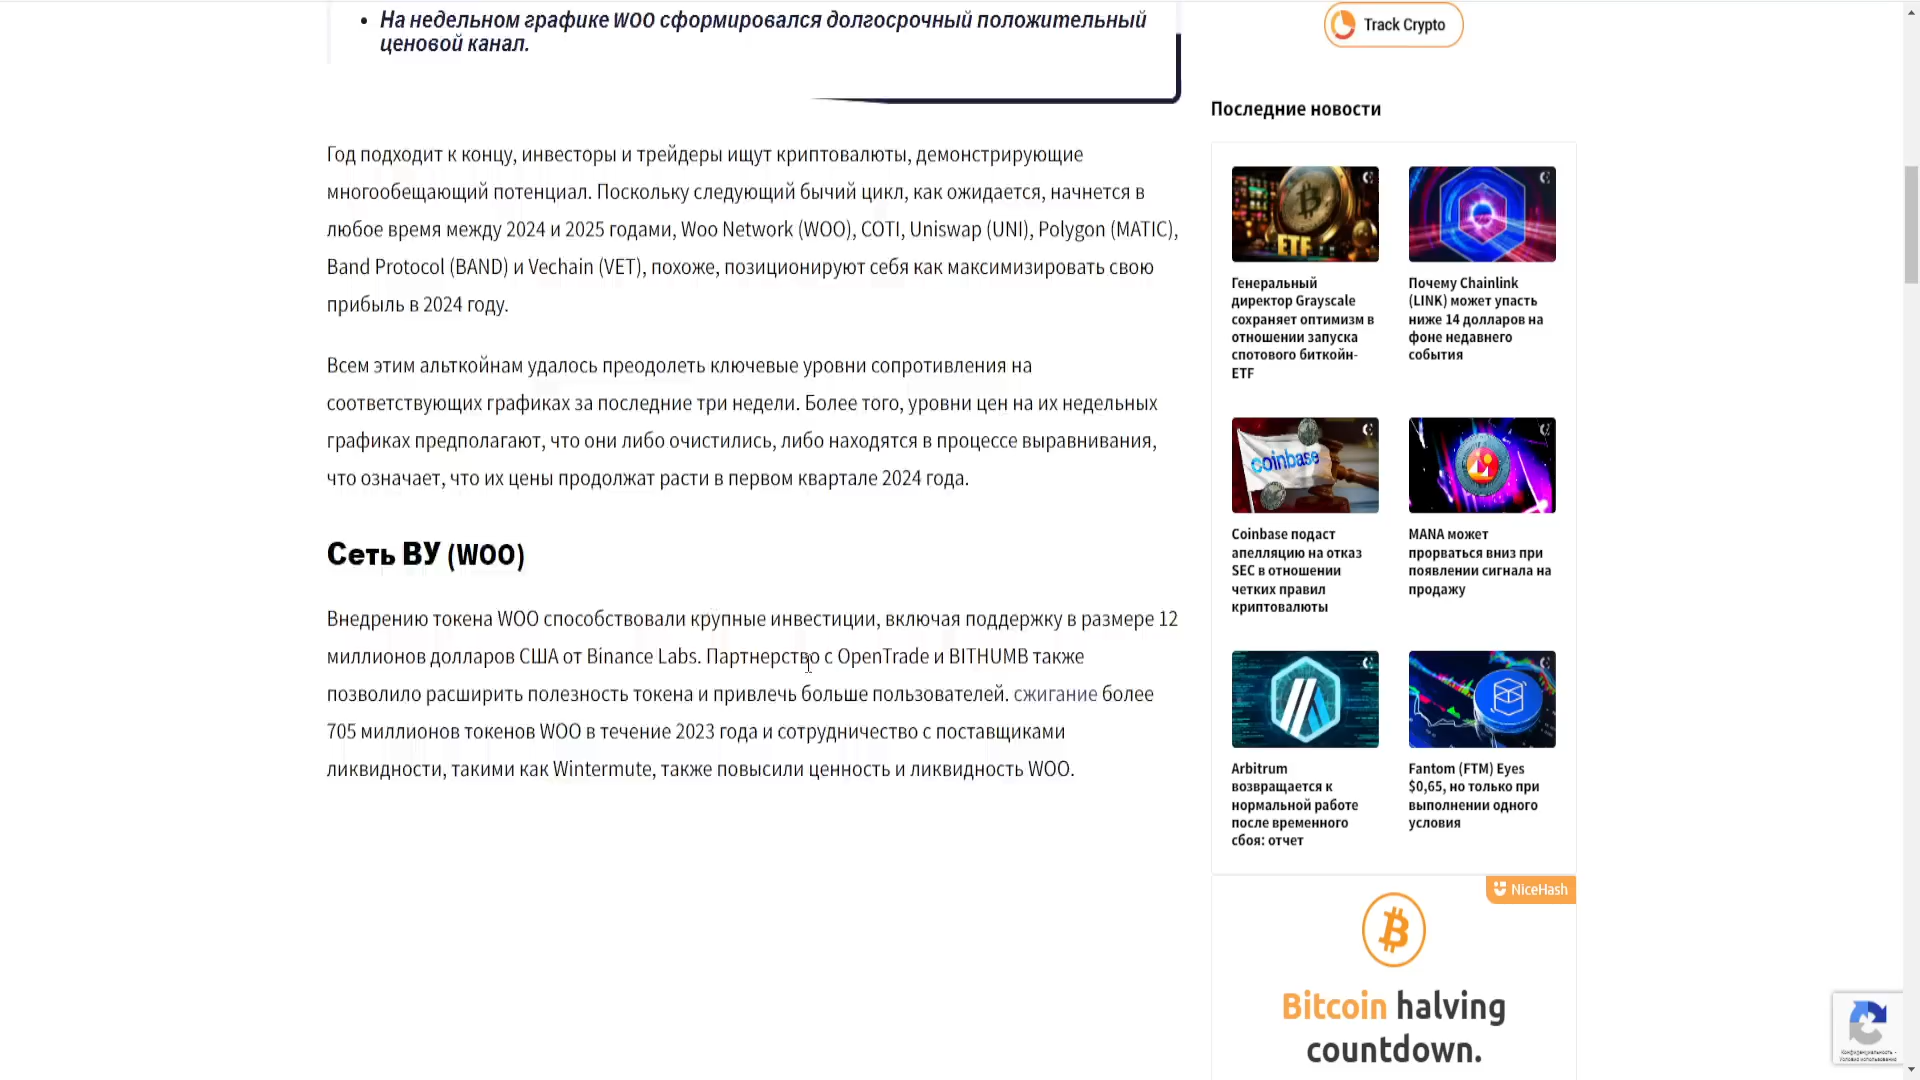 На недельном графике WOO сформировался долгосрочный положительный
ценовой канал.
Год подходит к концу, инвесторы и трейдеры ищут криптовалюты, демонстрирующие
многообещающий потенциал. Поскольку следующий бычий цикл, как ожидается, начнется в
любое время между 2024 и 2025 годами, Woo Network (WOO), COTI, Uniswap (UNI), Polygon (MATIC),
Band Protocol (BAND) и Vechain (VET), похоже, позиционируют себя как максимизировать свою
прибыль в 2024 году.
Всем этим альткойнам удалось преодолеть ключевые уровни сопротивления на
соответствующих графиках за последние три недели. Более того, уровни цен на их недельных
графиках предполагают, что они либо очистились, либо находятся в процессе выравнивания,
что означает, что их цены продолжат расти в первом квартале 2024 года.
Сеть ВУ (WOO)
Внедрению токена WOO способствовали крупные инвестиции, включая поддержку в размере 12
миллионов долларов США от Binance Labs. Партнерство с OpenTrade и BITHUMB также
позволило расширить полезность токена и привлечь больше пользователей. сжигание более
705 миллионов токенов WOO в течение 2023 года и сотрудничество с поставщиками
ликвидности, такими как Wintermute, также повысили ценность и ликвидность WOO.
Track Crypto
Последние новости
ETF
Генеральный
директор Grayscale
сохраняет оптимизм в
отношении запуска
спотового биткойн-
ETF
Почему Chainlink
(LINK) может упасть
ниже 14 долларов на
фоне недавнего
события
coinbase
Coinbase подаст
апелляцию на отказ
SEC в отношении
четких правил
криптовалюты
MANA может
прорваться вниз при
появлении сигнала на
продажу
Arbitrum
возвращается к
нормальной работе
после временного
сбоя: отчет
Fantom (FTM) Eyes
$0,65, но только при
выполнении одного
условия
NiceHash
Bitcoin halving
countdown.
Конфиденциальность -
Условия использования